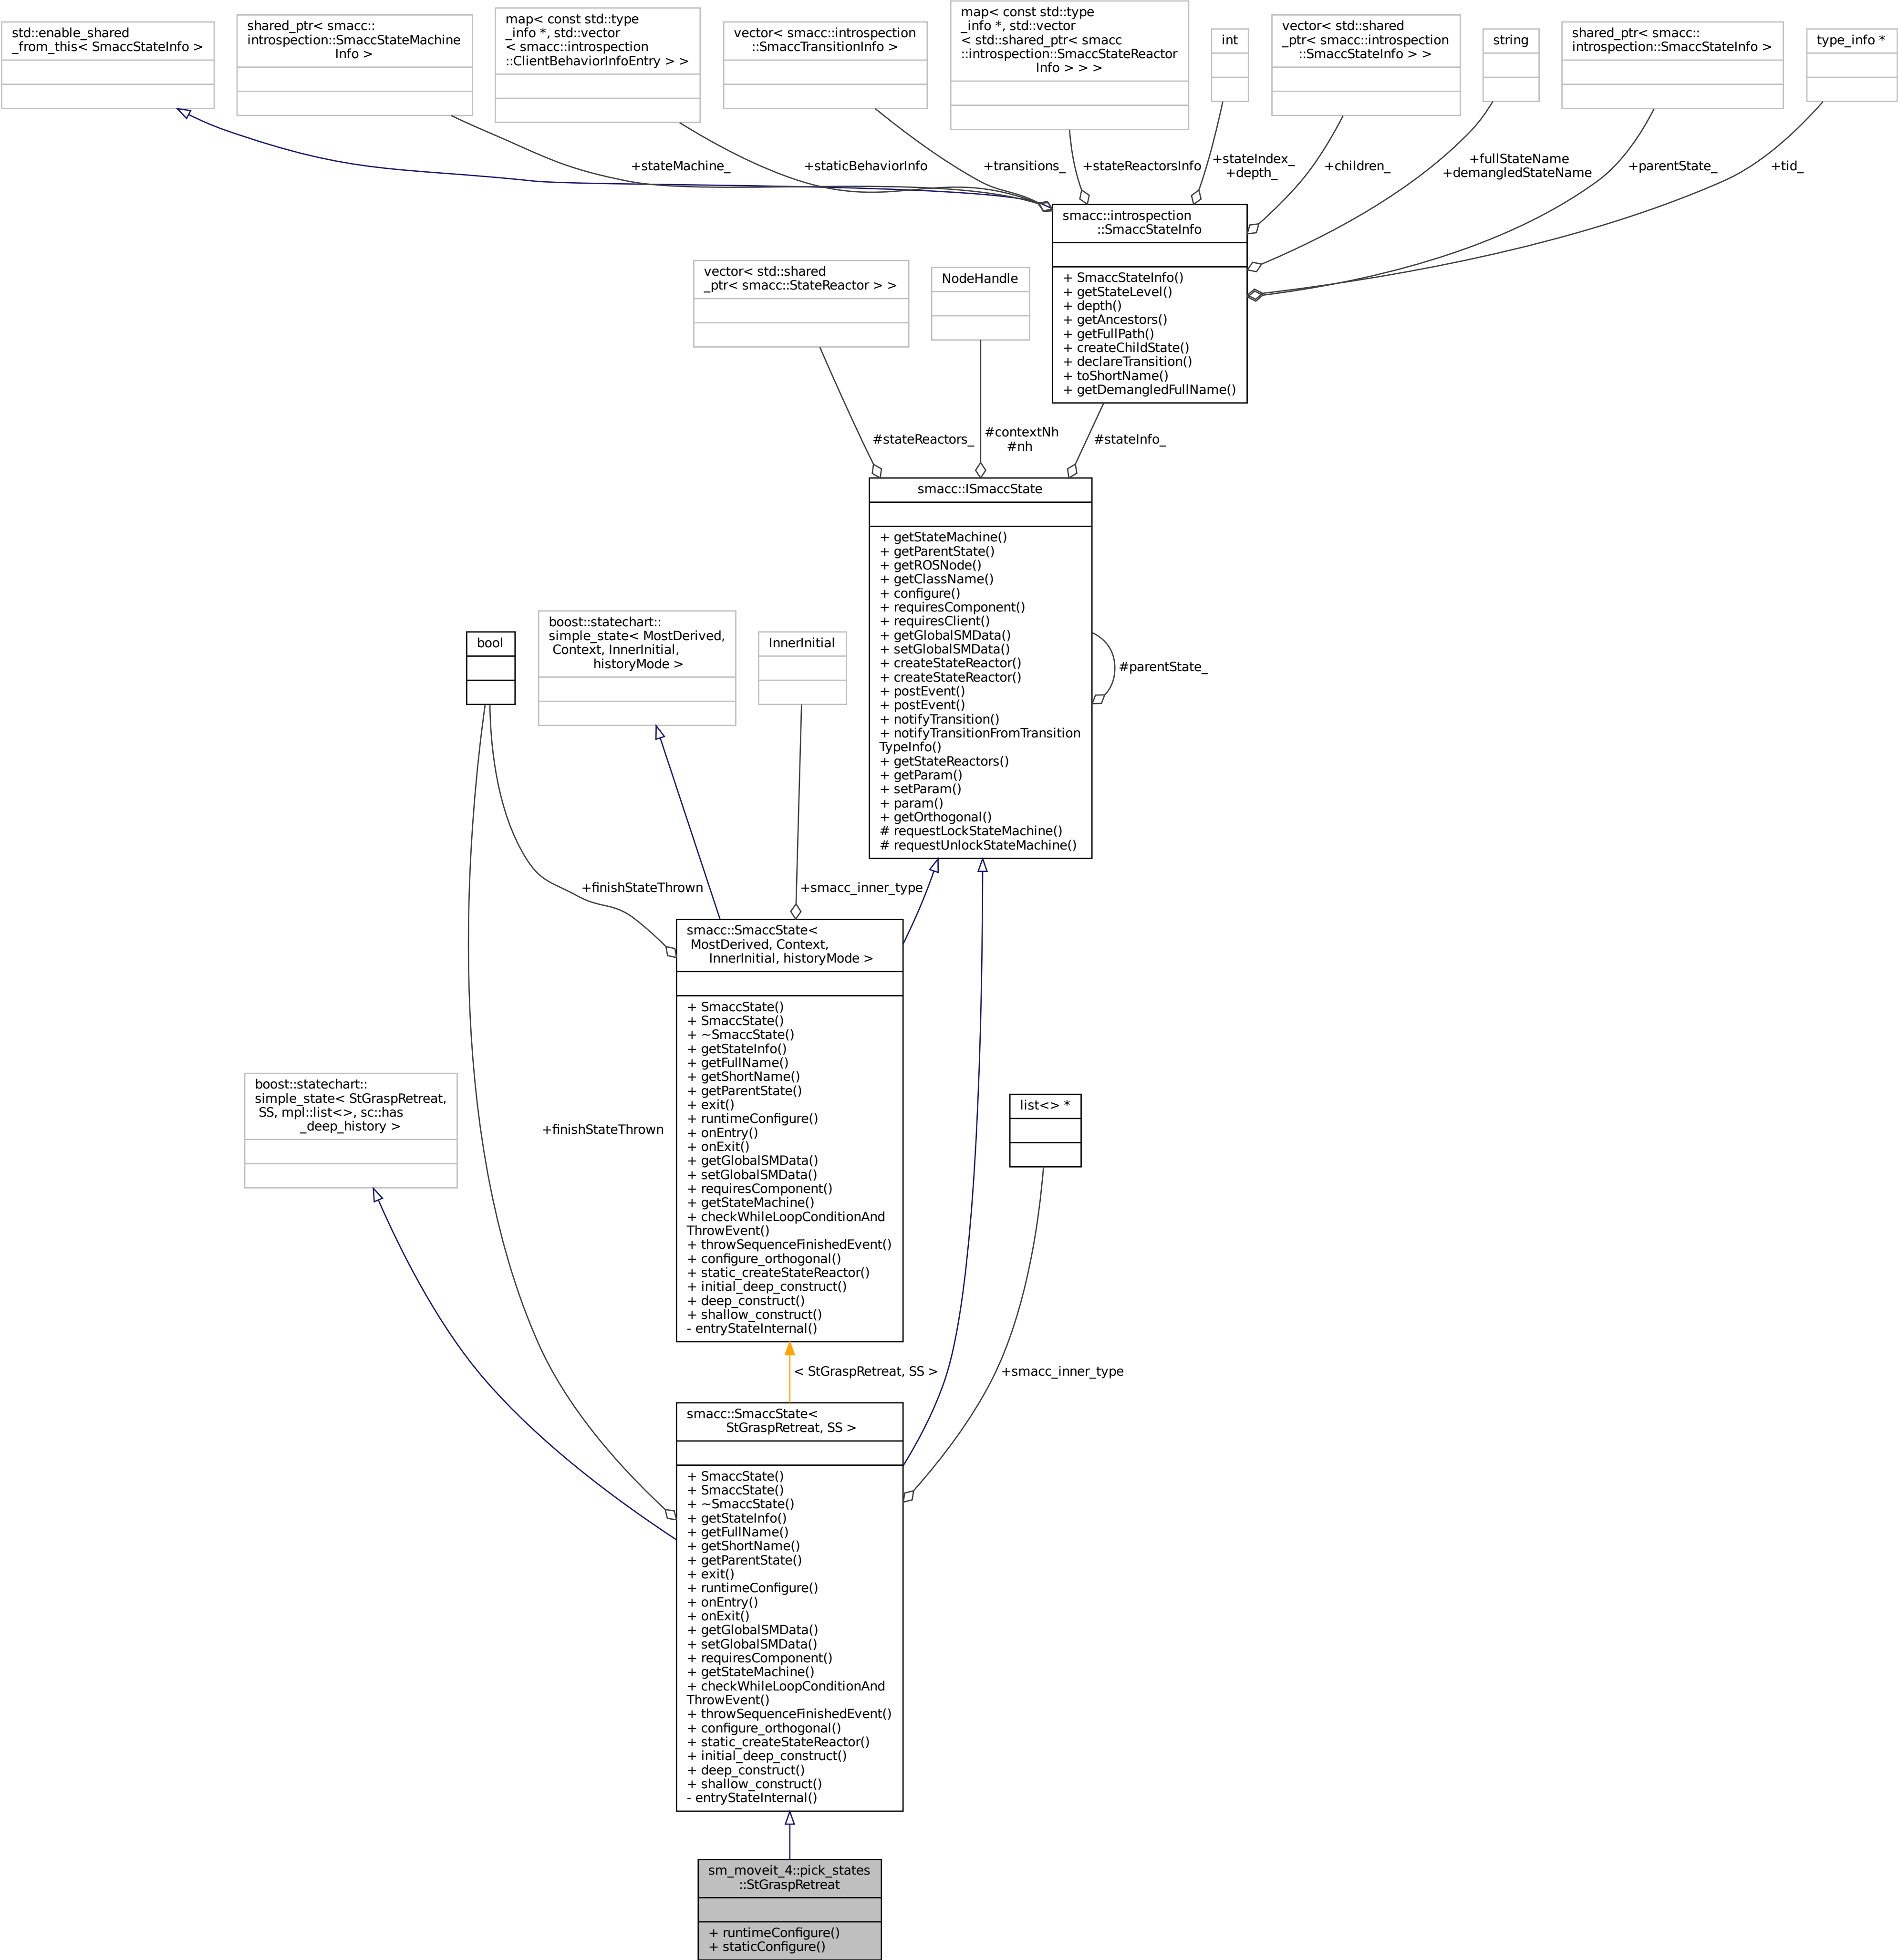 std::enable_shared
_from_this< SmaccStateInfo >
shared_ptr< smacc::
introspection::SmaccStateMachine
Info >
map< const std::type
_info *, std::vector
< smacc::introspection
::ClientBehaviorInfoEntry > >
vector< smacc::introspection
::SmaccTransitionInfo >
map< const std::type
_info *, std::vector
< std::shared_ptr< smacc
::introspection::SmaccStateReactor
Info > > >
int
vector< std::shared
_ptr< smacc::introspection
::SmaccStateInfo > >
string
shared_ptr< smacc::
introspection::SmaccStateInfo >
type_info *
+stateMachine_
+staticBehaviorInfo
+transitions_
+stateReactorsInfo
+stateIndex_
+depth_
+children_
+fullStateName
+demangledStateName
+parentState_
+tid_
smacc::introspection
::SmaccStateInfo
+ SmaccStateInfo()
+ getStateLevel()
+ depth()
+ getAncestors()
+ getFullPath()
+ createChildState()
+ declareTransition()
+ toShortName()
+ getDemangledFullName()
vector< std::shared
_ptr< smacc::StateReactor > >
NodeHandle
#stateReactors_
#contextNh
#nh
#stateInfo_
smacc::ISmaccState
+ getStateMachine()
+ getParentState()
+ getROSNode()
+ getClassName()
+ configure()
+ requiresComponent()
+ requiresClient()
+ getGlobalSMData()
+ setGlobalSMData()
+ createStateReactor()
+ createStateReactor()
+ postEvent()
+ postEvent()
+ notifyTransition()
+ notifyTransitionFromTransition
TypeInfo()
+ getStateReactors()
+ getParam()
+ setParam()
+ param()
+ getOrthogonal()
# requestLockStateMachine()
# requestUnlockStateMachine()
#parentState_
bool
boost::statechart::
simple_state< MostDerived,
Context, InnerInitial,
historyMode >
InnerInitial
+finishStateThrown
+smacc_inner_type
smacc::SmaccState<
MostDerived, Context,
InnerInitial, historyMode >
+ SmaccState()
+ SmaccState()
+ ~SmaccState()
+ getStateInfo()
+ getFullName()
+ getShortName()
+ getParentState()
+ exit()
+ runtimeConfigure()
+ onEntry()
+ onExit()
+ getGlobalSMData()
+ setGlobalSMData()
+ requiresComponent()
+ getStateMachine()
+ checkWhileLoopConditionAnd
ThrowEvent()
+ throwSequenceFinishedEvent()
+ configure_orthogonal()
+ static_createStateReactor()
+ initial_deep_construct()
+ deep_construct()
+ shallow_construct()
- entryStateInternal()
boost::statechart::
simple_state< StGraspRetreat,
SS, mpl::list<>, sc::has
_deep_history >
+finishStateThrown
list<> *
< StGraspRetreat, SS >
+smacc_inner_type
smacc::SmaccState<
StGraspRetreat, SS >
+ SmaccState()
+ SmaccState()
+ ~SmaccState()
+ getStateInfo()
+ getFullName()
+ getShortName()
+ getParentState()
+ exit()
+ runtimeConfigure()
+ onEntry()
+ onExit()
+ getGlobalSMData()
+ setGlobalSMData()
+ requiresComponent()
+ getStateMachine()
+ checkWhileLoopConditionAnd
ThrowEvent()
+ throwSequenceFinishedEvent()
+ configure_orthogonal()
+ static_createStateReactor()
+ initial_deep_construct()
+ deep_construct()
+ shallow_construct()
- entryStateInternal()
sm_moveit_4::pick_states
::StGraspRetreat
+ runtimeConfigure()
+ staticConfigure()